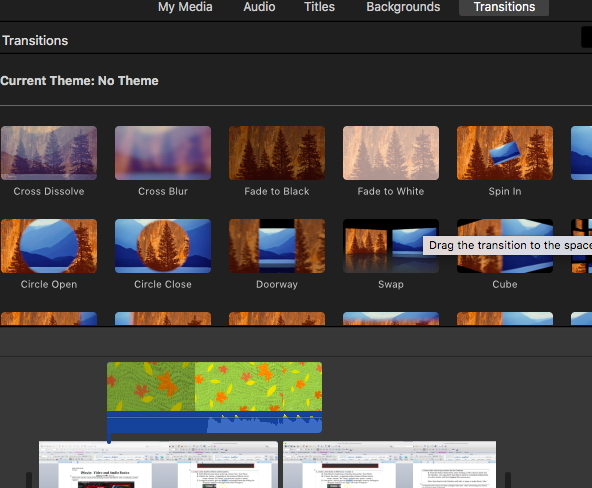 My Media Audio Titles Backgrounds Transitions
Transitions
Current Theme: No Theme
Cross Dissolve Cross Blur Fade to Black Fade to White Spin In
Drag the transition to the space
Circle Open Circle Close Doorway Swap Cube